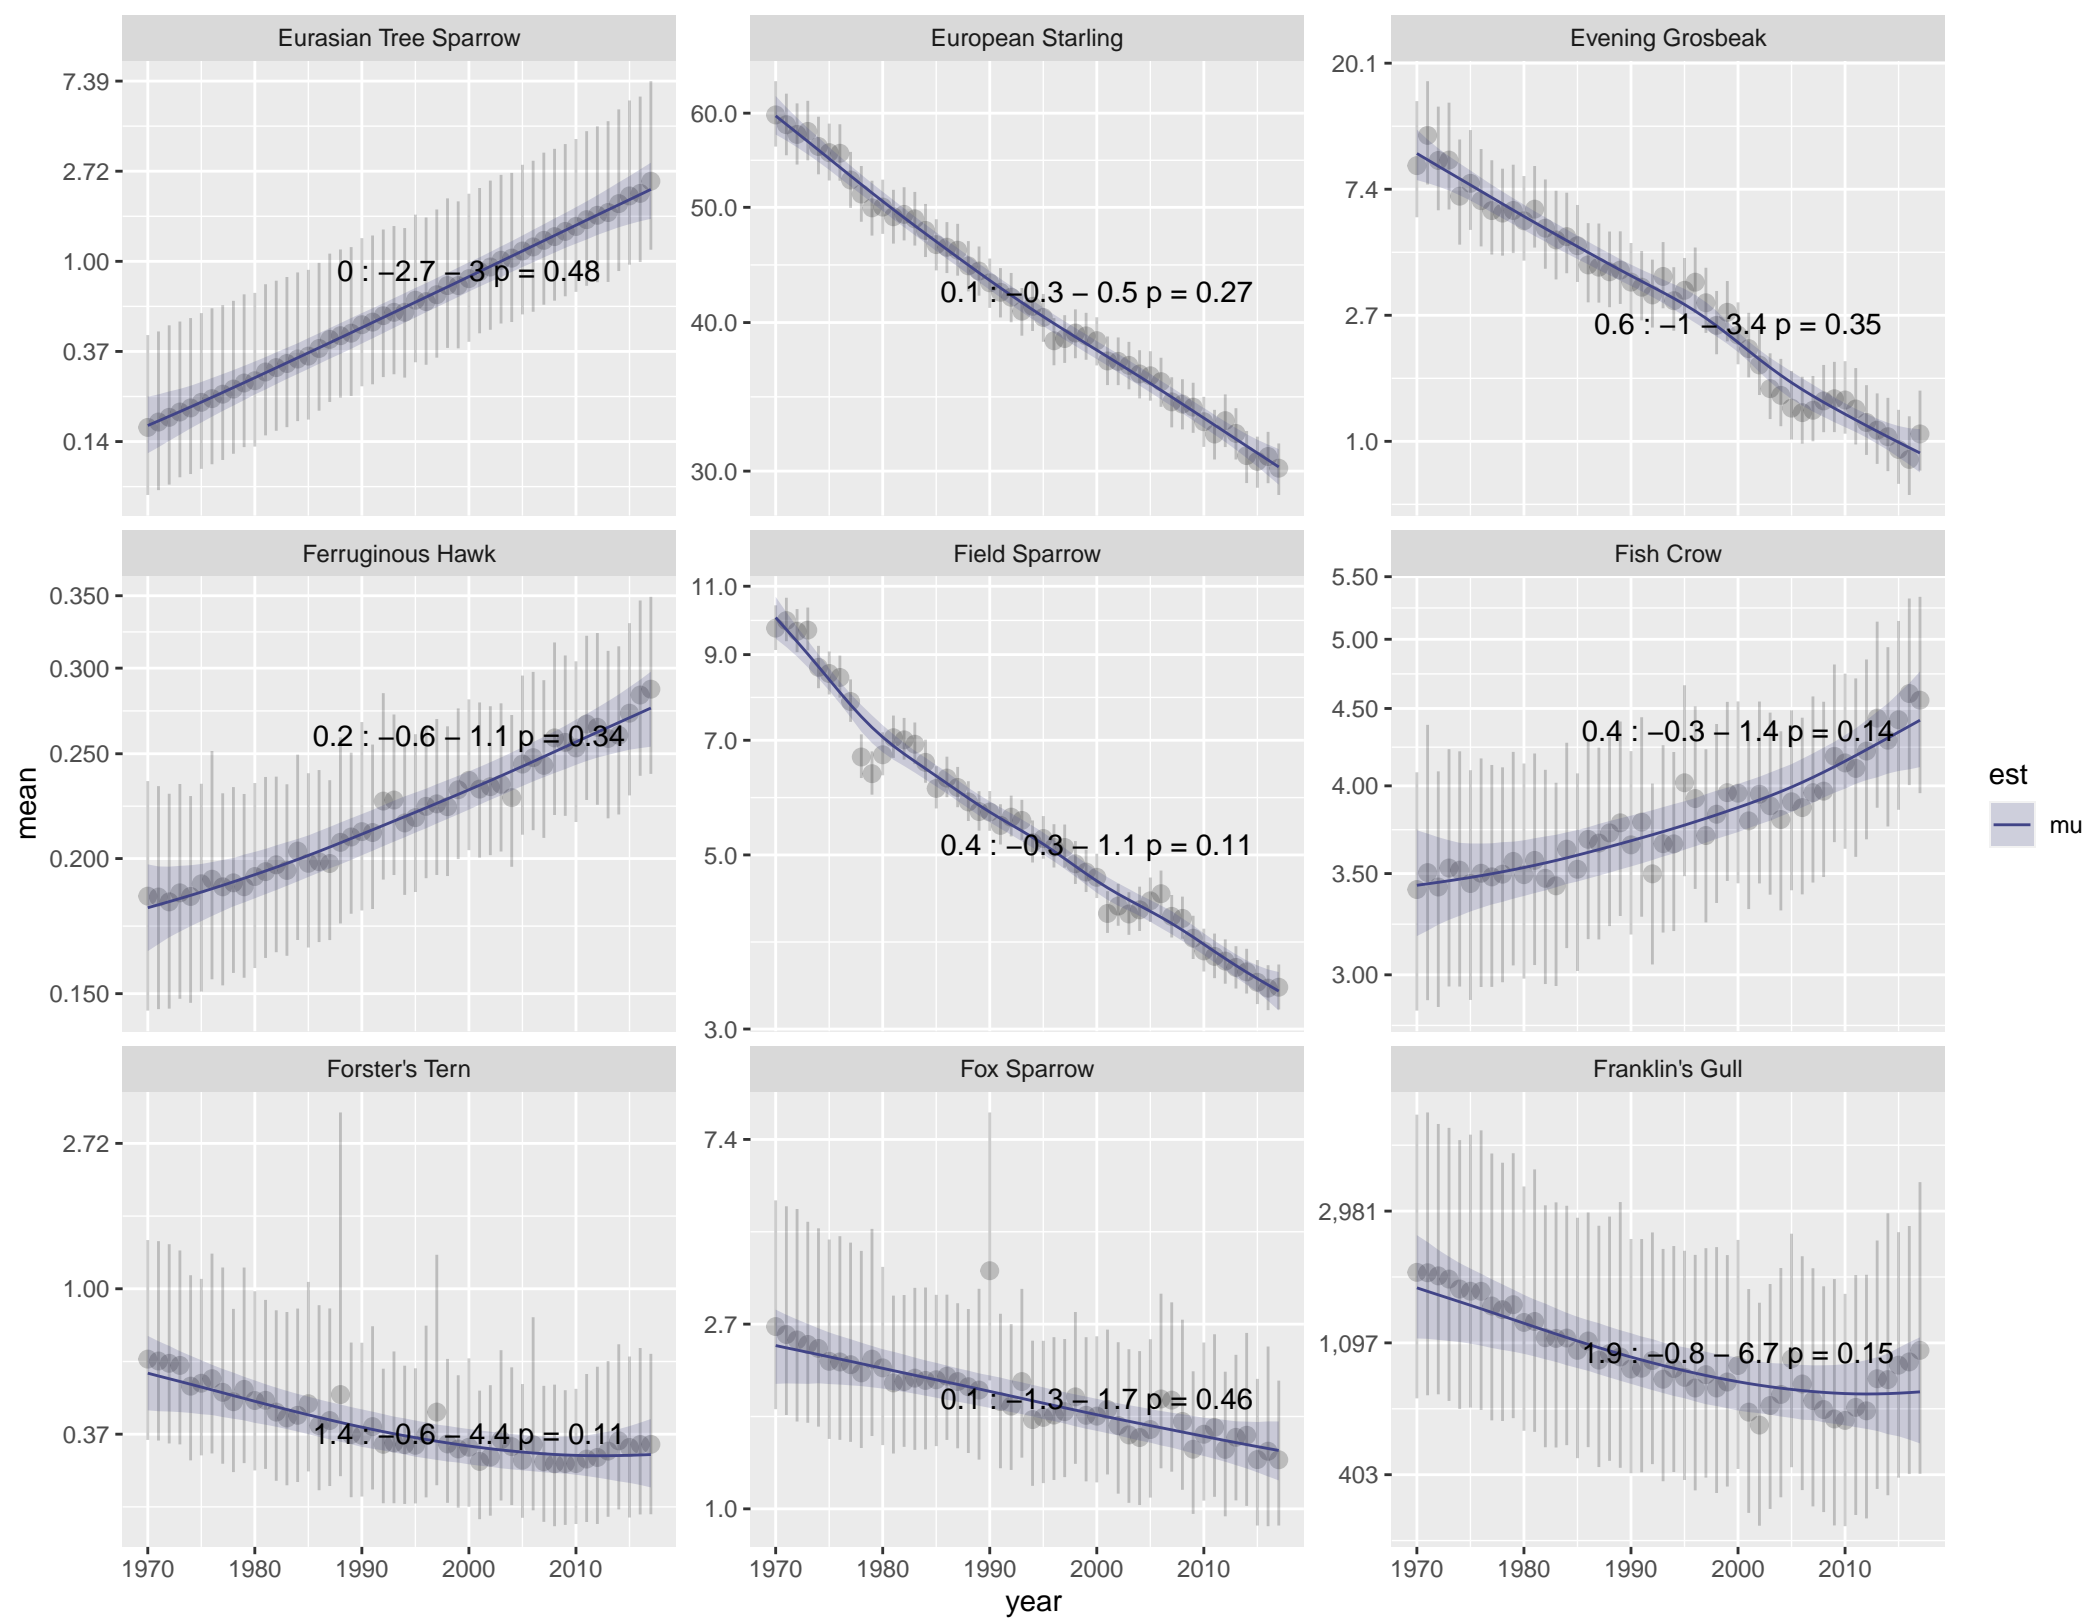 Eurasian Tree Sparrow
European Starling
Evening Grosbeak
7.39
2.72
1.00
0.37
0.14
0 : −2.7 − 3 p = 0.48
60.0
50.0
40.0
30.0
0.1 : −0.3 − 0.5 p = 0.27
20.1
7.4
2.7
1.0
0.6 : −1 − 3.4 p = 0.35
Ferruginous Hawk
Field Sparrow
Fish Crow
0.350
0.300
0.250
0.200
0.150
0.2 : −0.6 − 1.1 p = 0.34
11.0
9.0
7.0
5.0
3.0
0.4 : −0.3 − 1.1 p = 0.11
5.50
5.00
4.50
4.00
3.50
3.00
0.4 : −0.3 − 1.4 p = 0.14
mean
est
mu
Forster's Tern
Fox Sparrow
Franklin's Gull
2.72
1.00
0.37
1.4 : −0.6 − 4.4 p = 0.11
7.4
2.7
1.0
0.1 : −1.3 − 1.7 p = 0.46
2,981
1,097
403
1.9 : −0.8 − 6.7 p = 0.15
1970 1980 1990 2000 2010
1970 1980 1990 2000 2010
1970 1980 1990 2000 2010
year